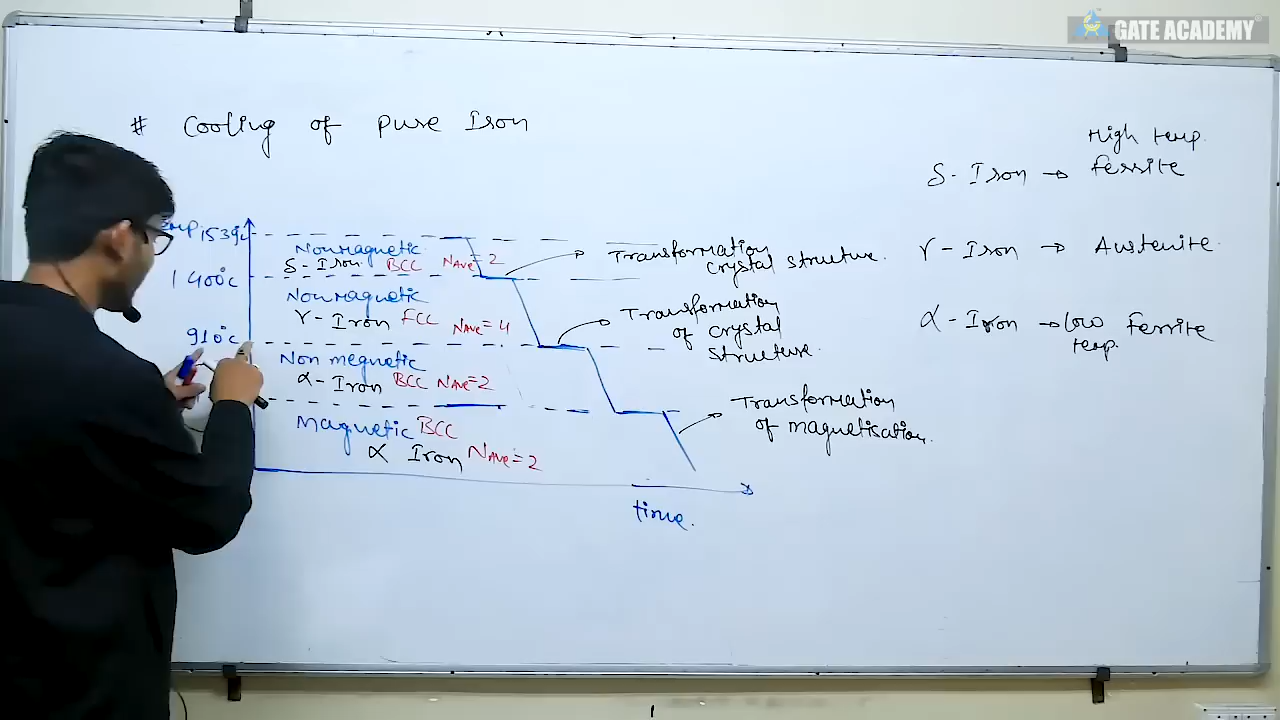 GATE ACADEMY
# Cooling of Pure Iron
1539c
1400°c
910°c
Nonmagnetic
δ-Iron BCC NAve = 2
Nonmagnetic
γ-Iron FCC NAve = 4
Non megnetic
α-Iron BCC NAve = 2
Magnetic BCC
α Iron NAve = 2
time.
Transformation
crystal structure.
Transformation
of crystal
structure.
Transformation
of magnetisation.
High temp.
δ-Iron → ferrite
γ-Iron → Austenite.
α-Iron → low ferrite
temp.